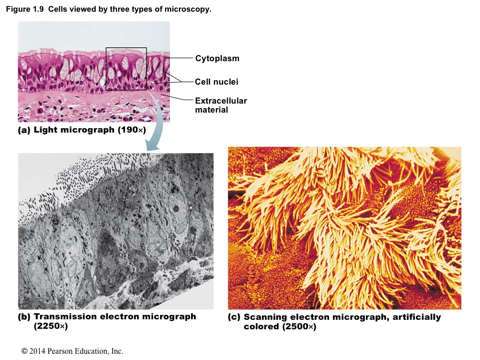 Figure 1.9 Cells viewed by three types of microscopy.
Cytoplasm
Cell nuclei
Extracellular
material
(a) Light micrograph (190×)
(b) Transmission electron micrograph
(2250×)
(c) Scanning electron micrograph, artificially
colored (2500×)
© 2014 Pearson Education, Inc.